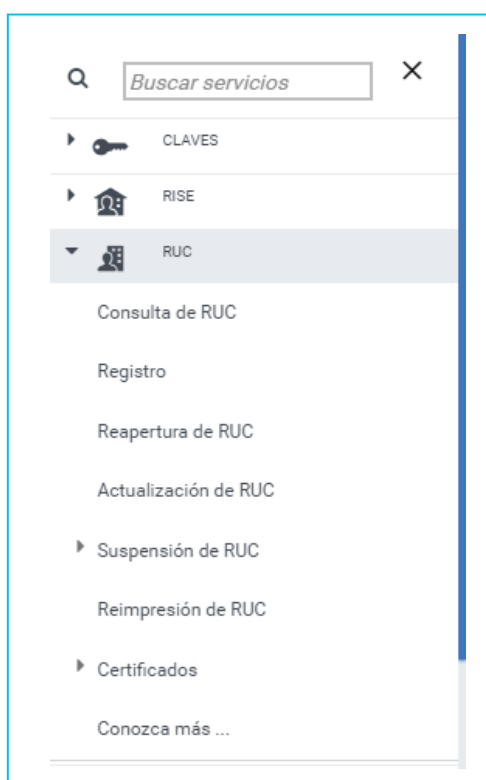 Buscar servicios
CLAVES
RISE
RUC
Consulta de RUC
Registro
Reapertura de RUC
Actualización de RUC
Suspensión de RUC
Reimpresión de RUC
Certificados
Conozca más ...